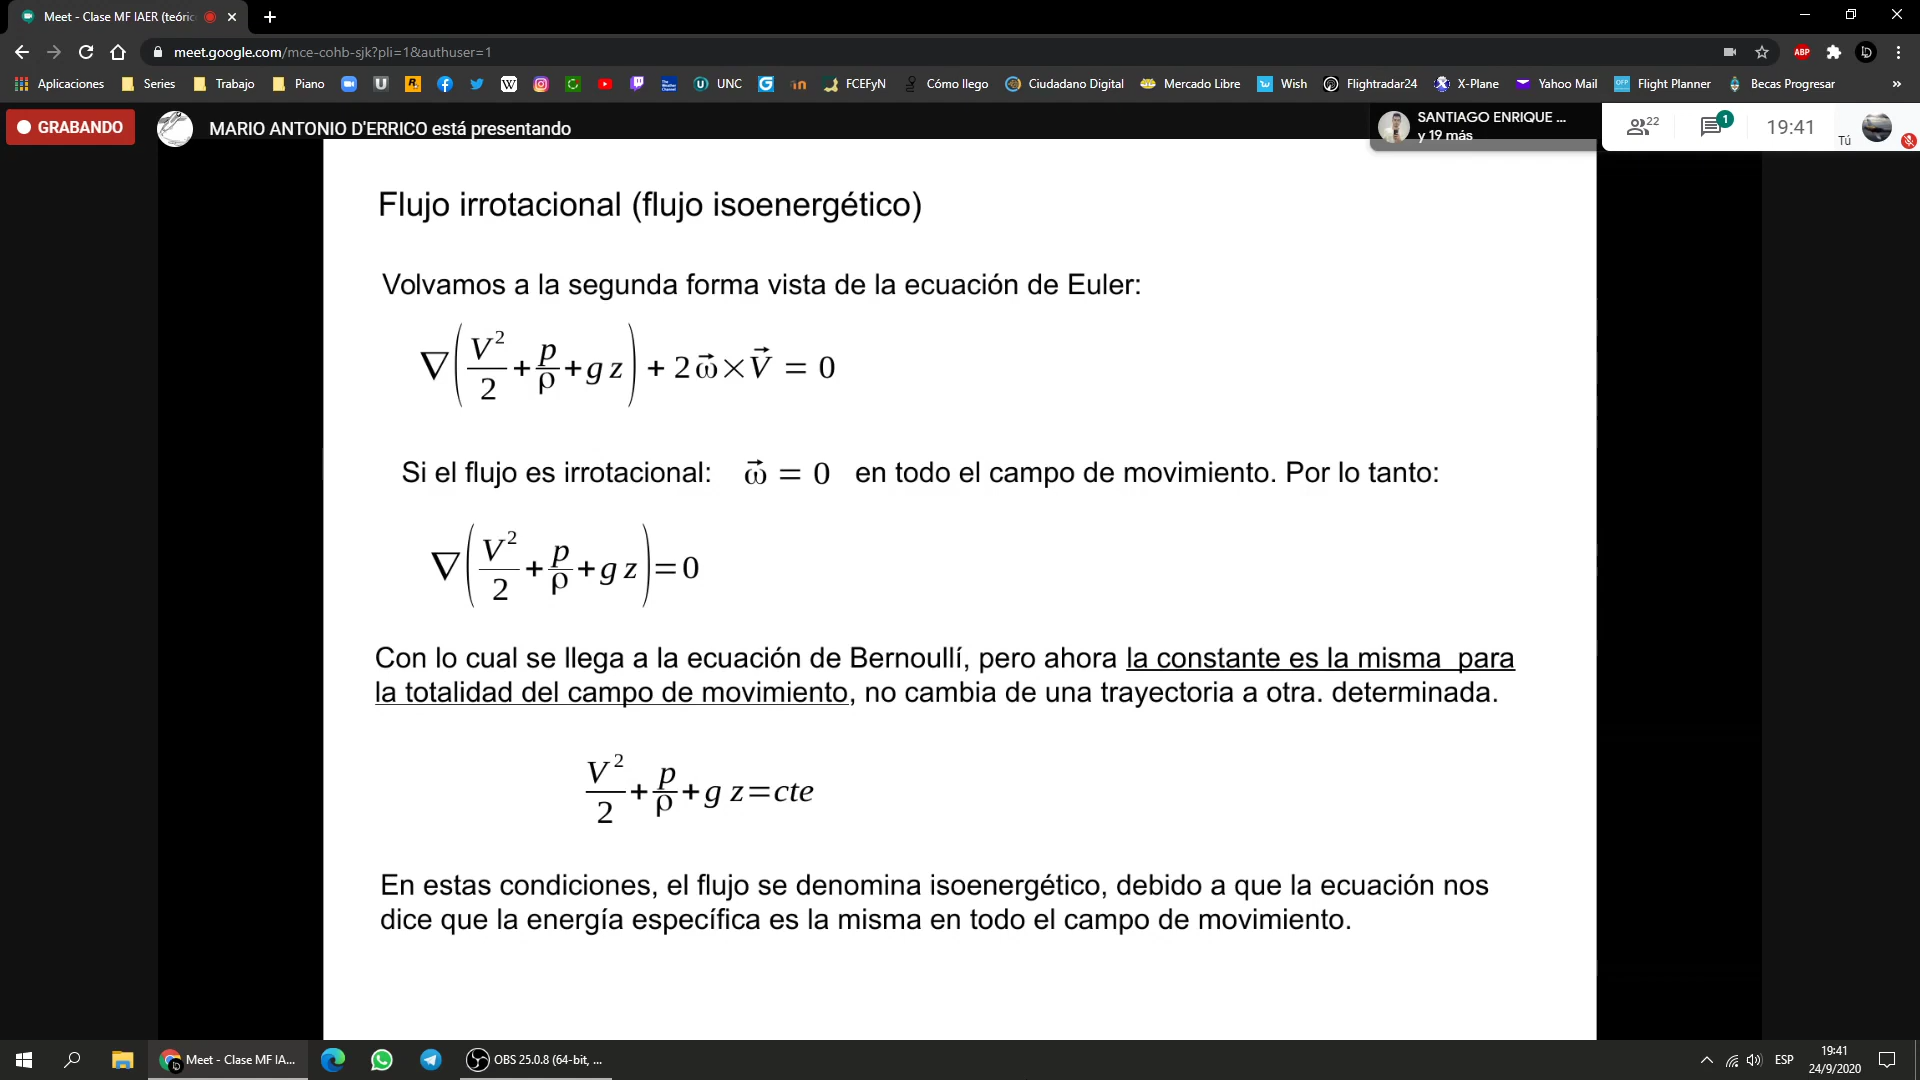 Meet - Clase MF IAER (teóric
meet.google.com/mce-cohb-sjk?pli=1&authuser=1
ABP
Aplicaciones Series Trabajo Piano UNC FCEFyN Cómo llego Ciudadano Digital Mercado Libre Wish Flightradar24 X-Plane Yahoo Mail Flight Planner Becas Progresar »
GRABANDO
MARIO ANTONIO D'ERRICO está presentando
SANTIAGO ENRIQUE ...
y 19 más
22
1
19:41
Tú
Flujo irrotacional (flujo isoenergético)
Volvamos a la segunda forma vista de la ecuación de Euler:
∇(V²/2 + p/ρ + g z) + 2 ω⃗ × V⃗ = 0
Si el flujo es irrotacional: ω⃗ = 0 en todo el campo de movimiento. Por lo tanto:
∇(V²/2 + p/ρ + g z) = 0
Con lo cual se llega a la ecuación de Bernoullí, pero ahora la constante es la misma para
la totalidad del campo de movimiento, no cambia de una trayectoria a otra. determinada.
V²/2 + p/ρ + g z = cte
En estas condiciones, el flujo se denomina isoenergético, debido a que la ecuación nos
dice que la energía específica es la misma en todo el campo de movimiento.
Meet - Clase MF IA...
OBS 25.0.8 (64-bit, ...
ESP
19:41
24/9/2020